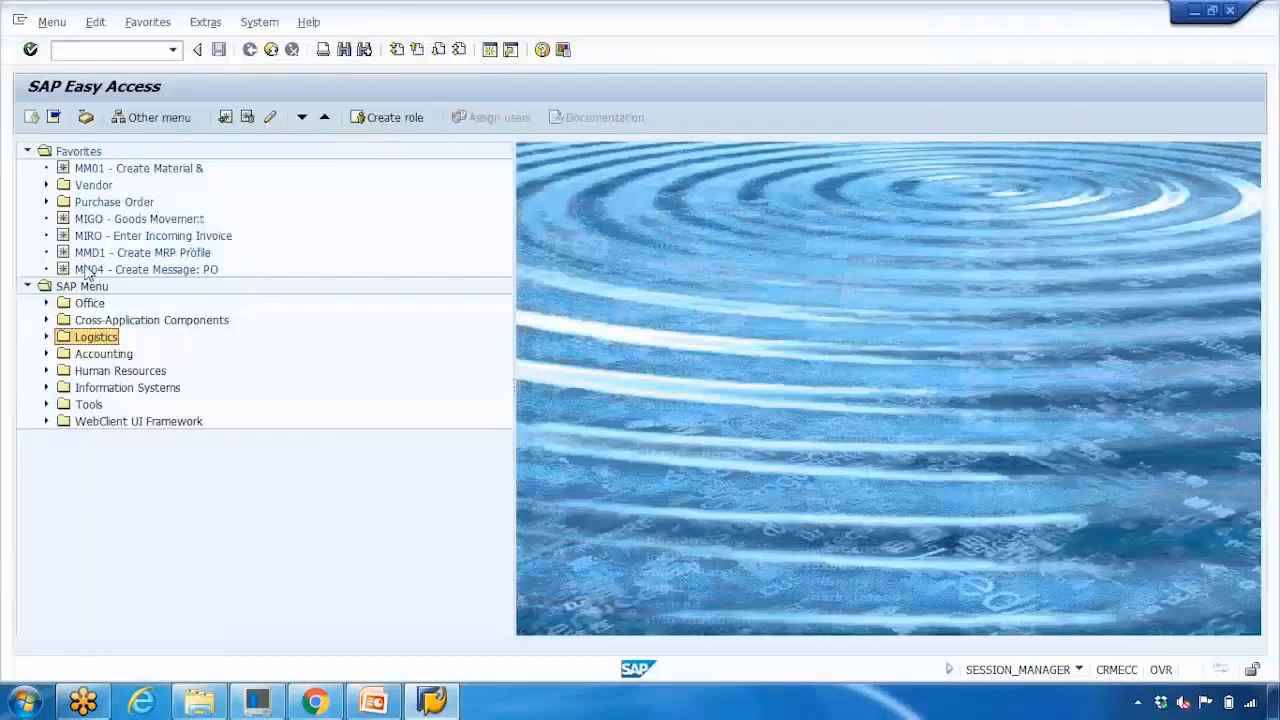 Menu Edit Favorites Extras System Help
SAP Easy Access
Other menu Create role Assign users Documentation
Favorites
MM01 - Create Material &
Vendor
Purchase Order
MIGO - Goods Movement
MIRO - Enter Incoming Invoice
MMD1 - Create MRP Profile
MN04 - Create Message: PO
SAP Menu
Office
Cross-Application Components
Logistics
Accounting
Human Resources
Information Systems
Tools
WebClient UI Framework
SAP SESSION_MANAGER CRMECC OVR